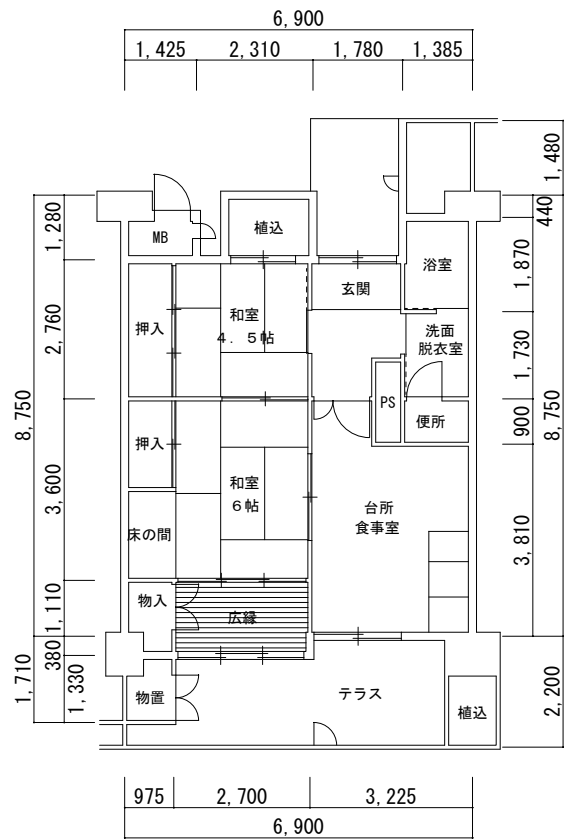 6,900
1,425
2,310
1,780
1,385
1,480
440
1,280
MB
植込
浴室
1,870
玄関
2,760
押入
和室
４．５帖
洗面
脱衣室
1,730
8,750
8,750
PS
便所
900
押入
3,600
和室
６帖
台所
食事室
3,810
床の間
物入
広縁
1,110
380
1,710
1,330
物置
テラス
植込
2,200
975
2,700
3,225
6,900